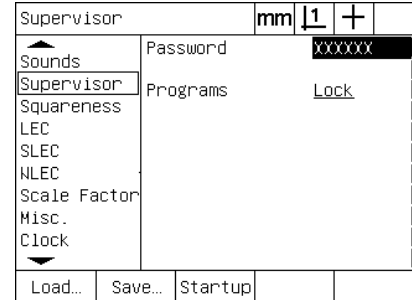 Supervisor mm 1
Password XXXXXX
Sounds
Supervisor
Programs Lock
Squareness
LEC
SLEC
NLEC
Scale Factor
Misc.
Clock
Load... Save... Startup